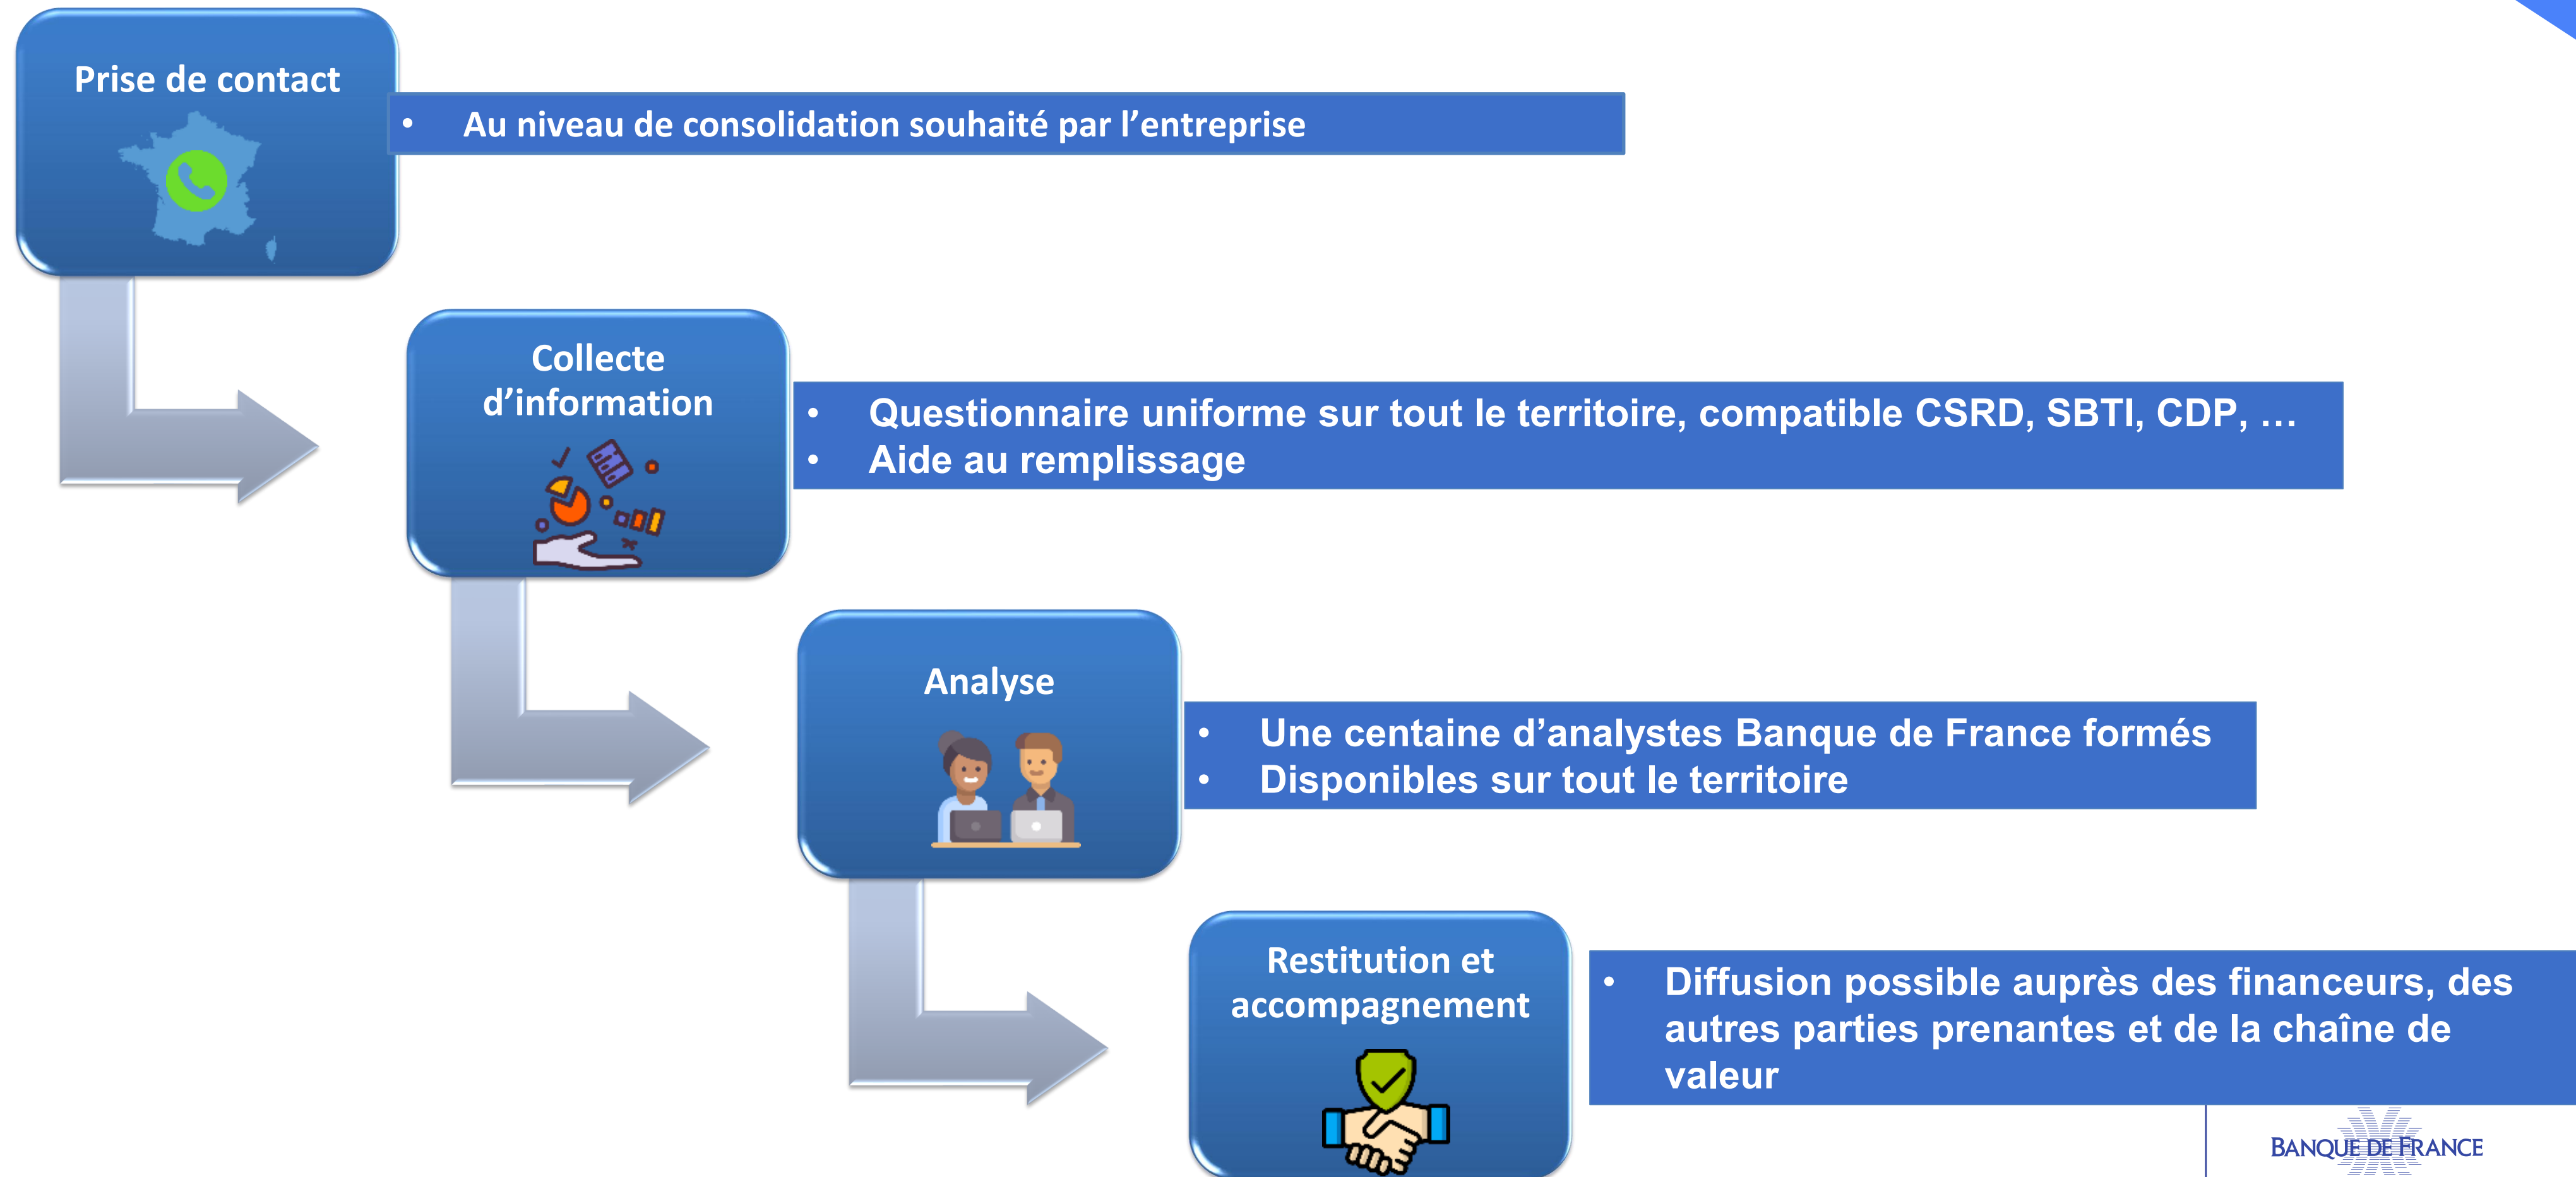 Prise de contact
• Au niveau de consolidation souhaité par l’entreprise
Collecte
d’information
• Questionnaire uniforme sur tout le territoire, compatible CSRD, SBTI, CDP, …
• Aide au remplissage
Analyse
• Une centaine d’analystes Banque de France formés
• Disponibles sur tout le territoire
Restitution et
accompagnement
• Diffusion possible auprès des financeurs, des
autres parties prenantes et de la chaîne de
valeur
BANQUE DE FRANCE